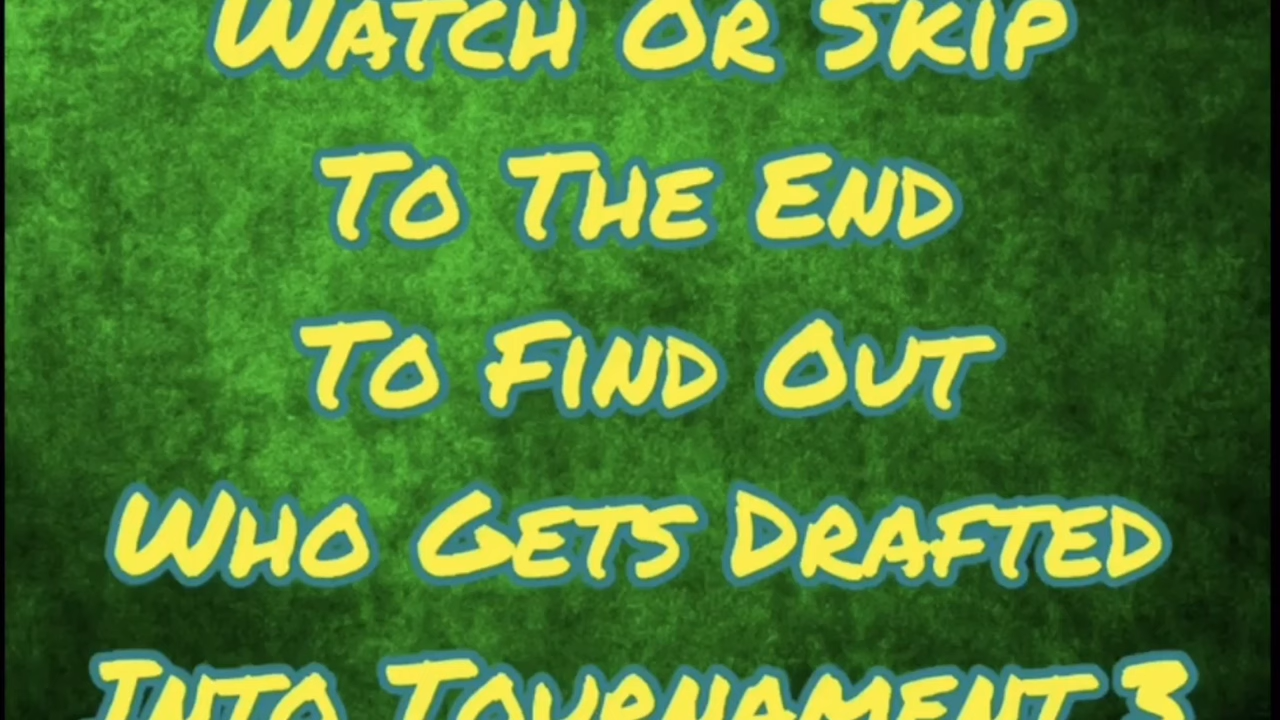 Watch Or Skip
To The End
To Find Out
Who Gets Drafted
Into Tournament 3